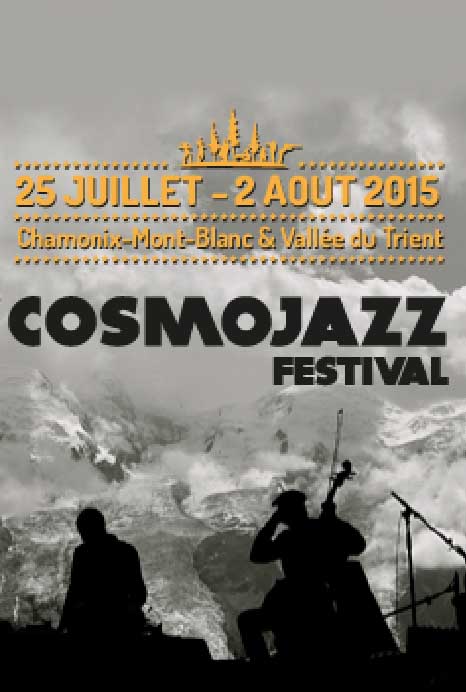 25 JUILLET - 2 AOUT 2015
Chamonix-Mont-Blanc & Vallée du Trient
COSMOJAZZ
FESTIVAL